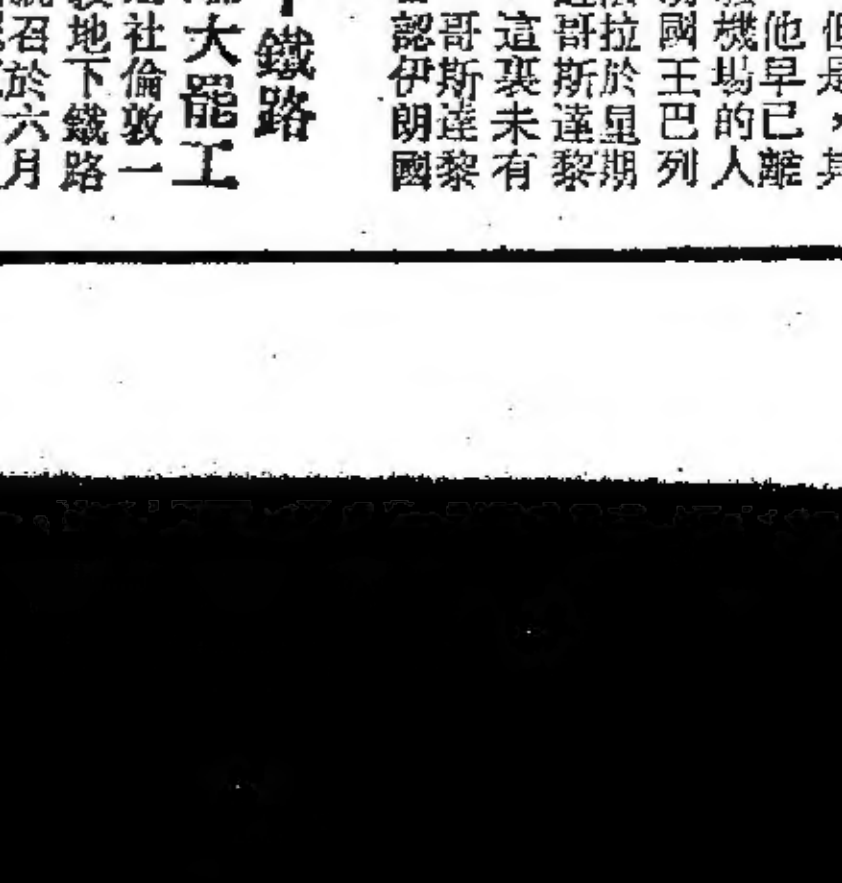 但是，其
他早已離
機場的人
國王巴列
拉於星期
哥斯達黎
這裏未有
哥斯達黎
認伊朗國
鐵路
大罷工
社倫敦一
地下鐵路
召於六月